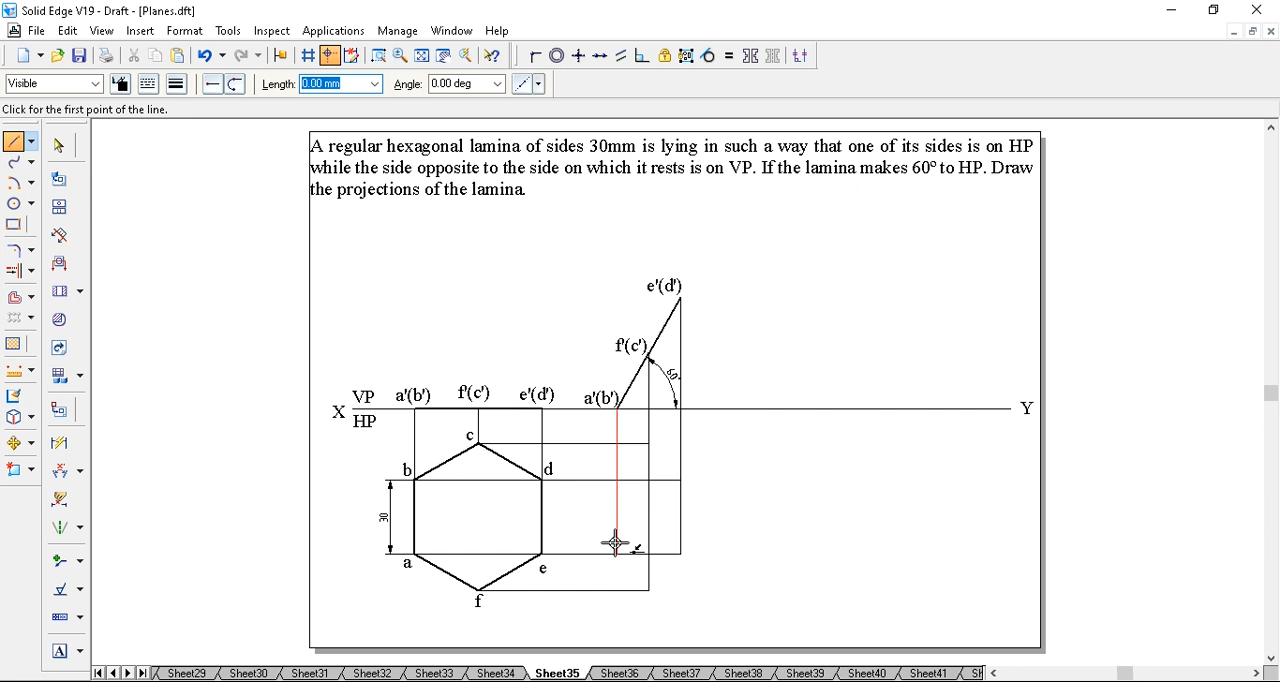 Solid Edge V19 - Draft - [Planes.dft]
File Edit View Insert Format Tools Inspect Applications Manage Window Help
Visible Length: 0.00 mm Angle: 0.00 deg
Click for the first point of the line.
A regular hexagonal lamina of sides 30mm is lying in such a way that one of its sides is on HP
while the side opposite to the side on which it rests is on VP. If the lamina makes 60° to HP. Draw
the projections of the lamina.
e'(d')
f'(c')
60°
X VP a'(b') f'(c') e'(d') a'(b') Y
HP
c
b d
30
a e
f
A
Sheet29 Sheet30 Sheet31 Sheet32 Sheet33 Sheet34 Sheet35 Sheet36 Sheet37 Sheet38 Sheet39 Sheet40 Sheet41